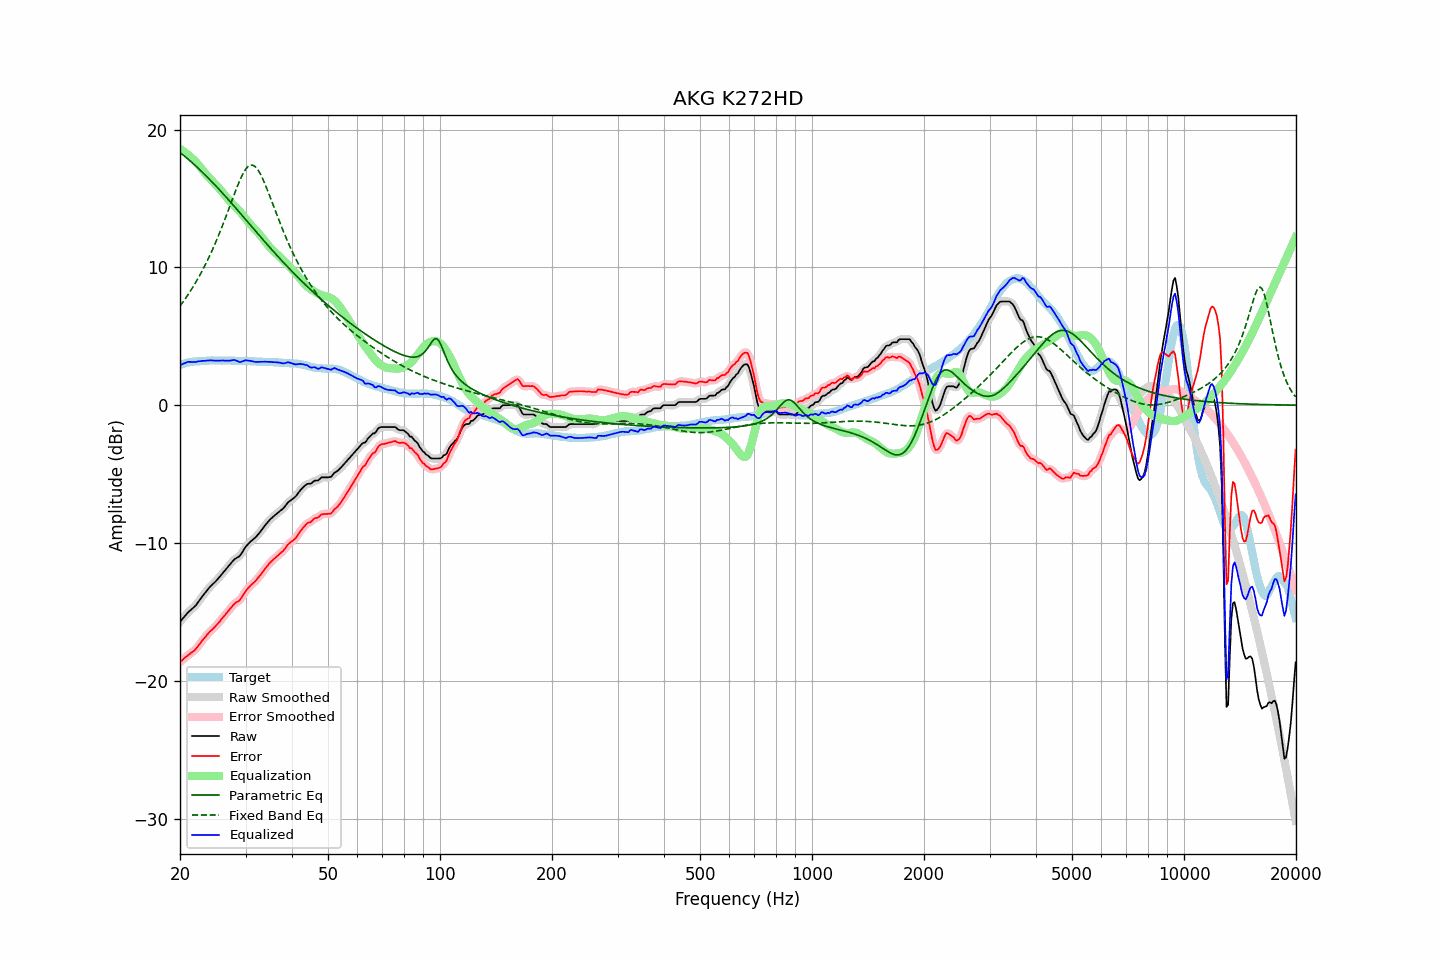 AKG K272HD
20
10
0
−10
−20
−30
Amplitude (dBr)
Target
Raw Smoothed
Error Smoothed
Raw
Error
Equalization
Parametric Eq
Fixed Band Eq
Equalized
20 50 100 200 500 1000 2000 5000 10000 20000
Frequency (Hz)